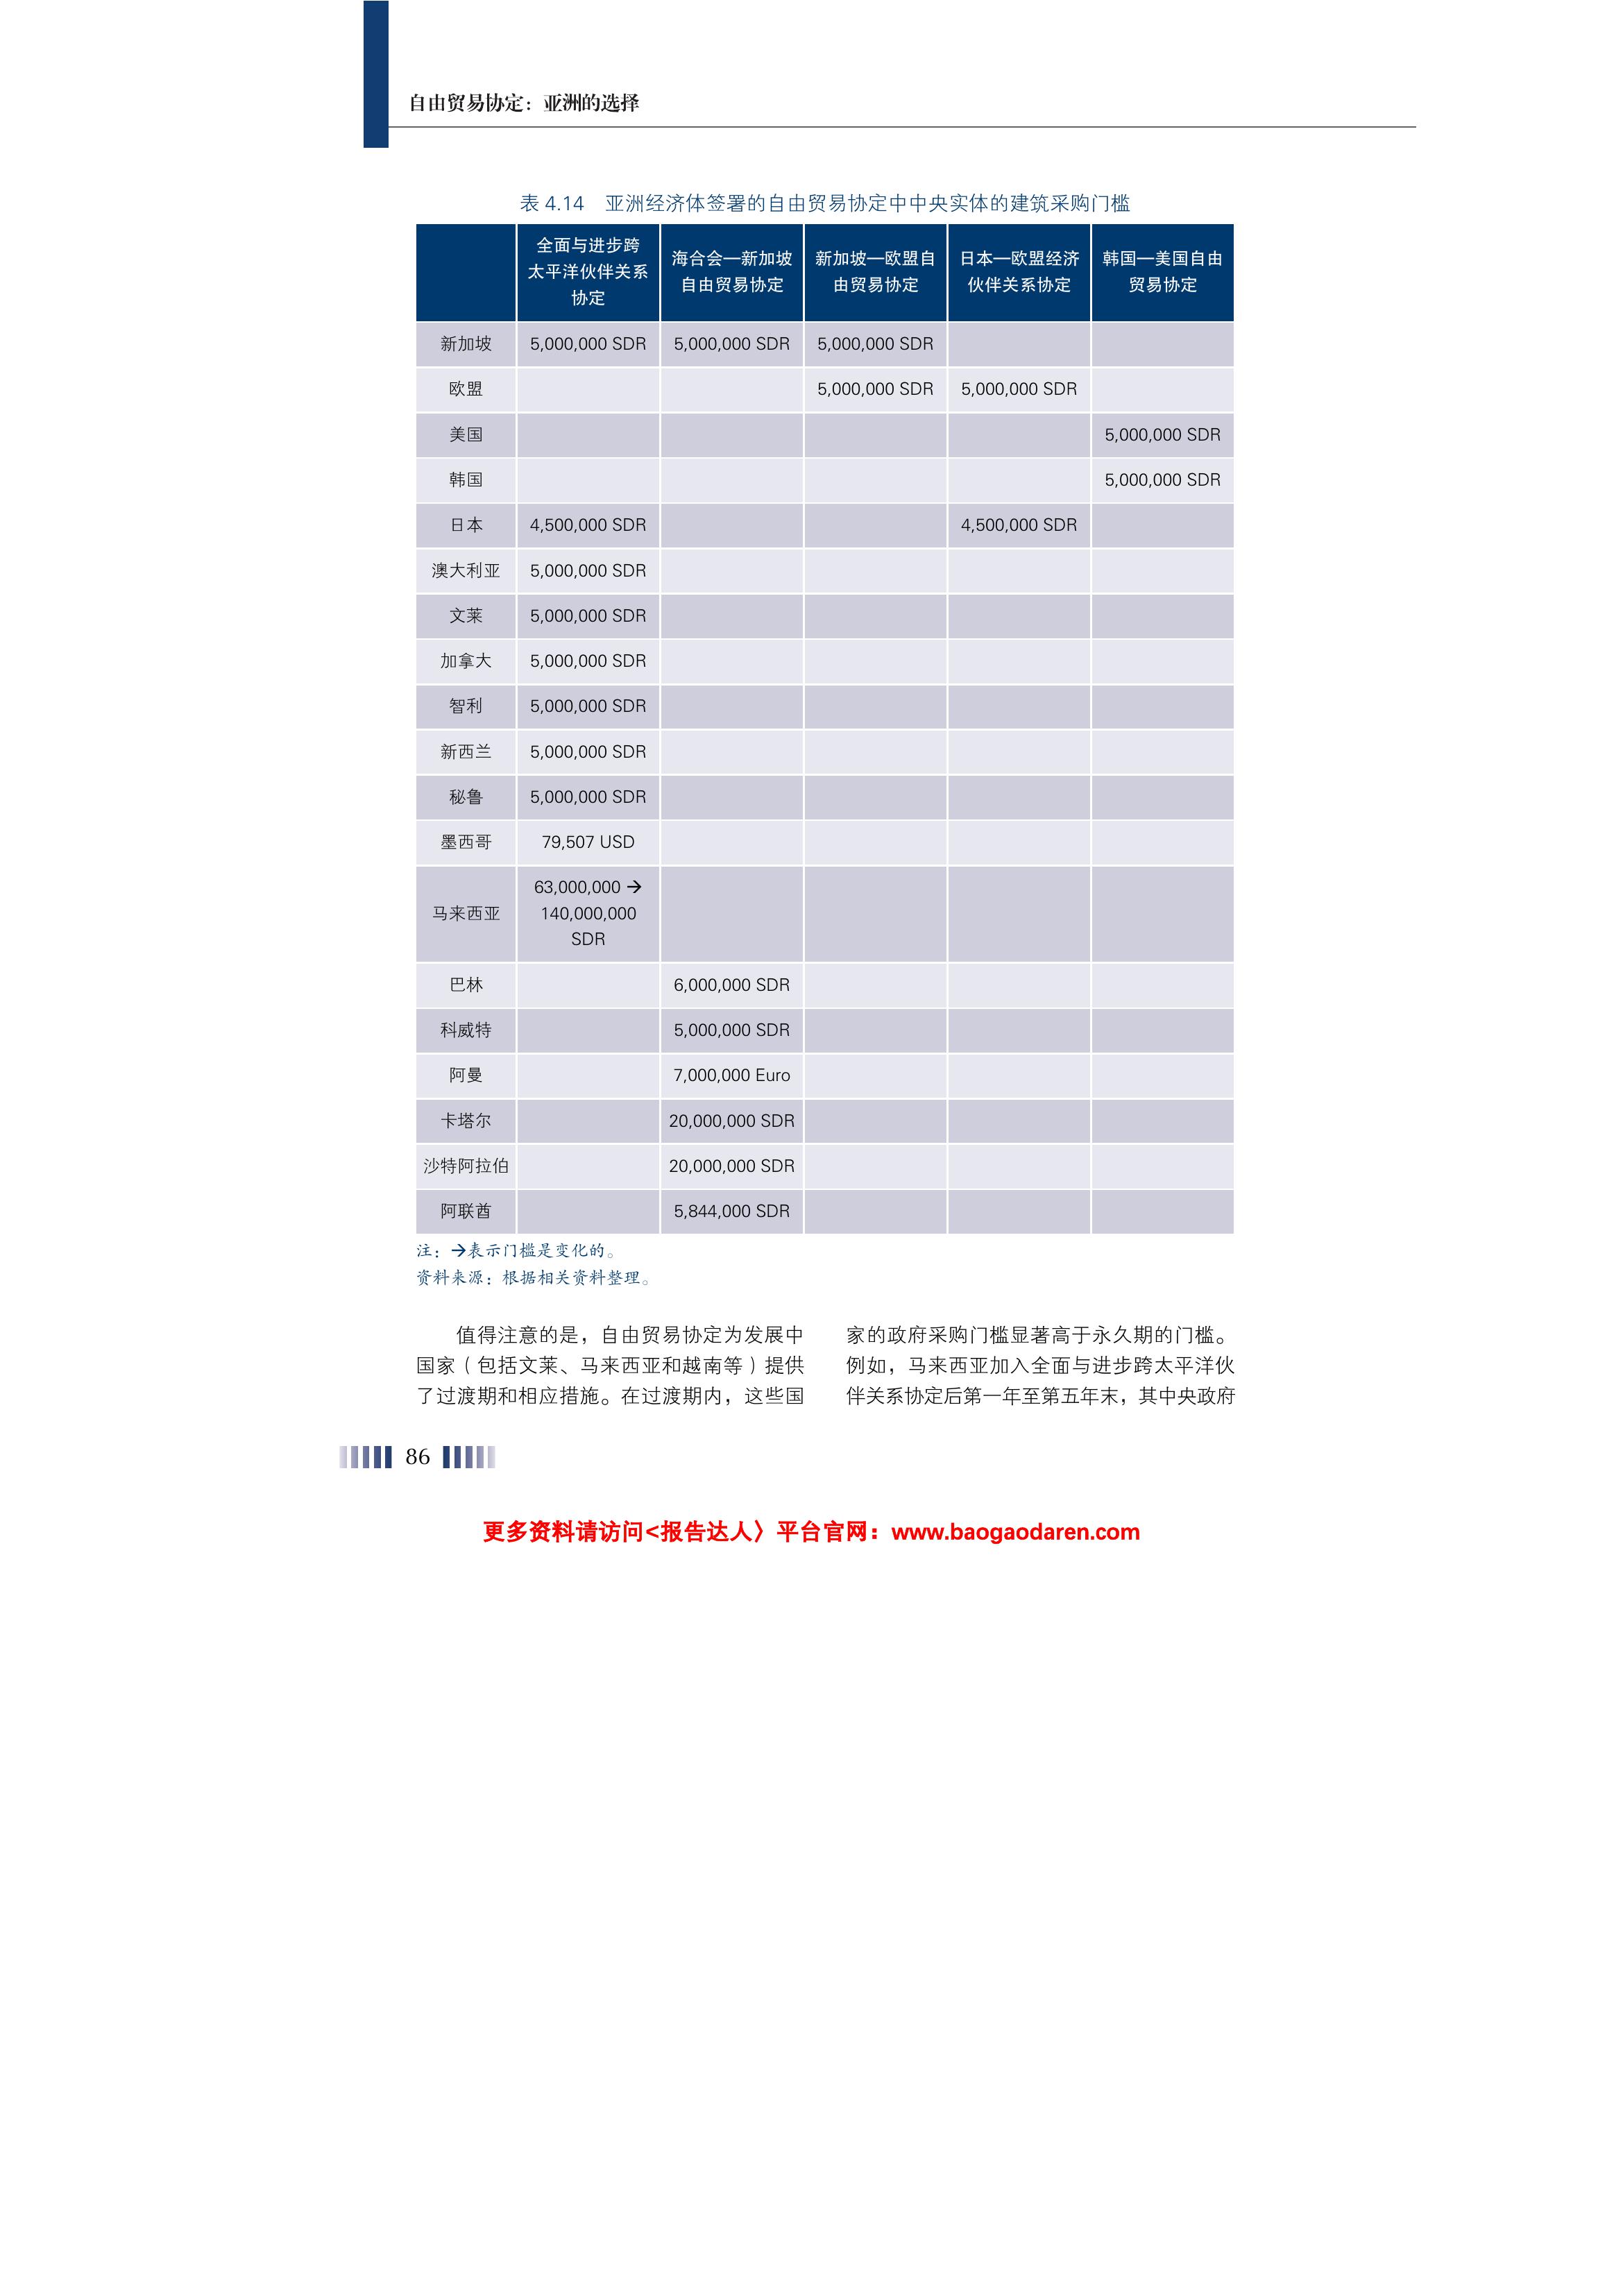 自由贸易协定：亚洲的选择
表 4.14 亚洲经济体签署的自由贸易协定中中央实体的建筑采购门槛
全面与进步跨
太平洋伙伴关系
协定
海合会—新加坡
自由贸易协定
新加坡—欧盟自
由贸易协定
日本—欧盟经济
伙伴关系协定
韩国—美国自由
贸易协定
新加坡 5,000,000 SDR 5,000,000 SDR 5,000,000 SDR
欧盟 5,000,000 SDR 5,000,000 SDR
美国 5,000,000 SDR
韩国 5,000,000 SDR
日本 4,500,000 SDR 4,500,000 SDR
澳大利亚 5,000,000 SDR
文莱 5,000,000 SDR
加拿大 5,000,000 SDR
智利 5,000,000 SDR
新西兰 5,000,000 SDR
秘鲁 5,000,000 SDR
墨西哥 79,507 USD
马来西亚
63,000,000 →
140,000,000
SDR
巴林 6,000,000 SDR
科威特 5,000,000 SDR
阿曼 7,000,000 Euro
卡塔尔 20,000,000 SDR
沙特阿拉伯 20,000,000 SDR
阿联酋 5,844,000 SDR
注：→表示门槛是变化的。
资料来源：根据相关资料整理。
值得注意的是，自由贸易协定为发展中
国家（包括文莱、马来西亚和越南等）提供
了过渡期和相应措施。在过渡期内，这些国
家的政府采购门槛显著高于永久期的门槛。
例如，马来西亚加入全面与进步跨太平洋伙
伴关系协定后第一年至第五年末，其中央政府
86
更多资料请访问<报告达人〉平台官网：www.baogaodaren.com